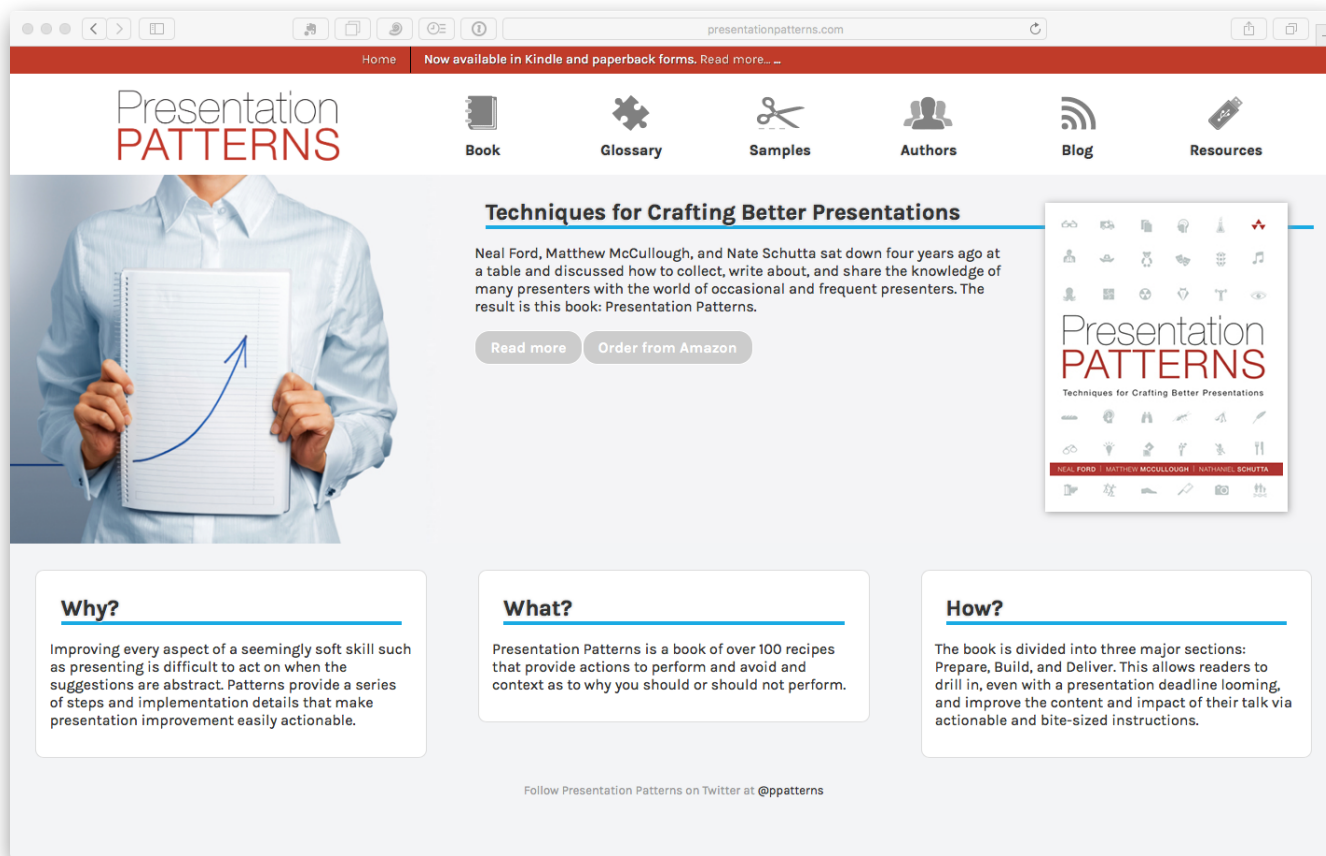 presentationpatterns.com
Home
Now available in Kindle and paperback forms. Read more... ...
Presentation
PATTERNS
Book
Glossary
Samples
Authors
Blog
Resources
Techniques for Crafting Better Presentations
Neal Ford, Matthew McCullough, and Nate Schutta sat down four years ago at
a table and discussed how to collect, write about, and share the knowledge of
many presenters with the world of occasional and frequent presenters. The
result is this book: Presentation Patterns.
Read more
Order from Amazon
Presentation
PATTERNS
Techniques for Crafting Better Presentations
NEAL FORD | MATTHEW MCCULLOUGH | NATHANIEL SCHUTTA
Why?
Improving every aspect of a seemingly soft skill such
as presenting is difficult to act on when the
suggestions are abstract. Patterns provide a series
of steps and implementation details that make
presentation improvement easily actionable.
What?
Presentation Patterns is a book of over 100 recipes
that provide actions to perform and avoid and
context as to why you should or should not perform.
How?
The book is divided into three major sections:
Prepare, Build, and Deliver. This allows readers to
drill in, even with a presentation deadline looming,
and improve the content and impact of their talk via
actionable and bite-sized instructions.
Follow Presentation Patterns on Twitter at @ppatterns